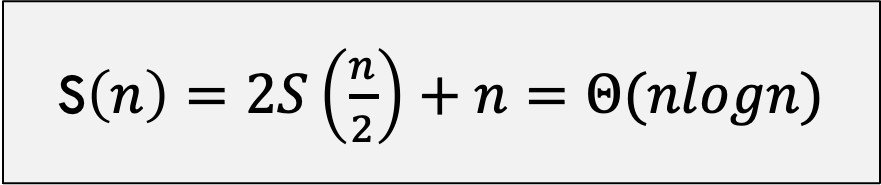 S(n) = 2S(n/2) + n = Θ(nlogn)